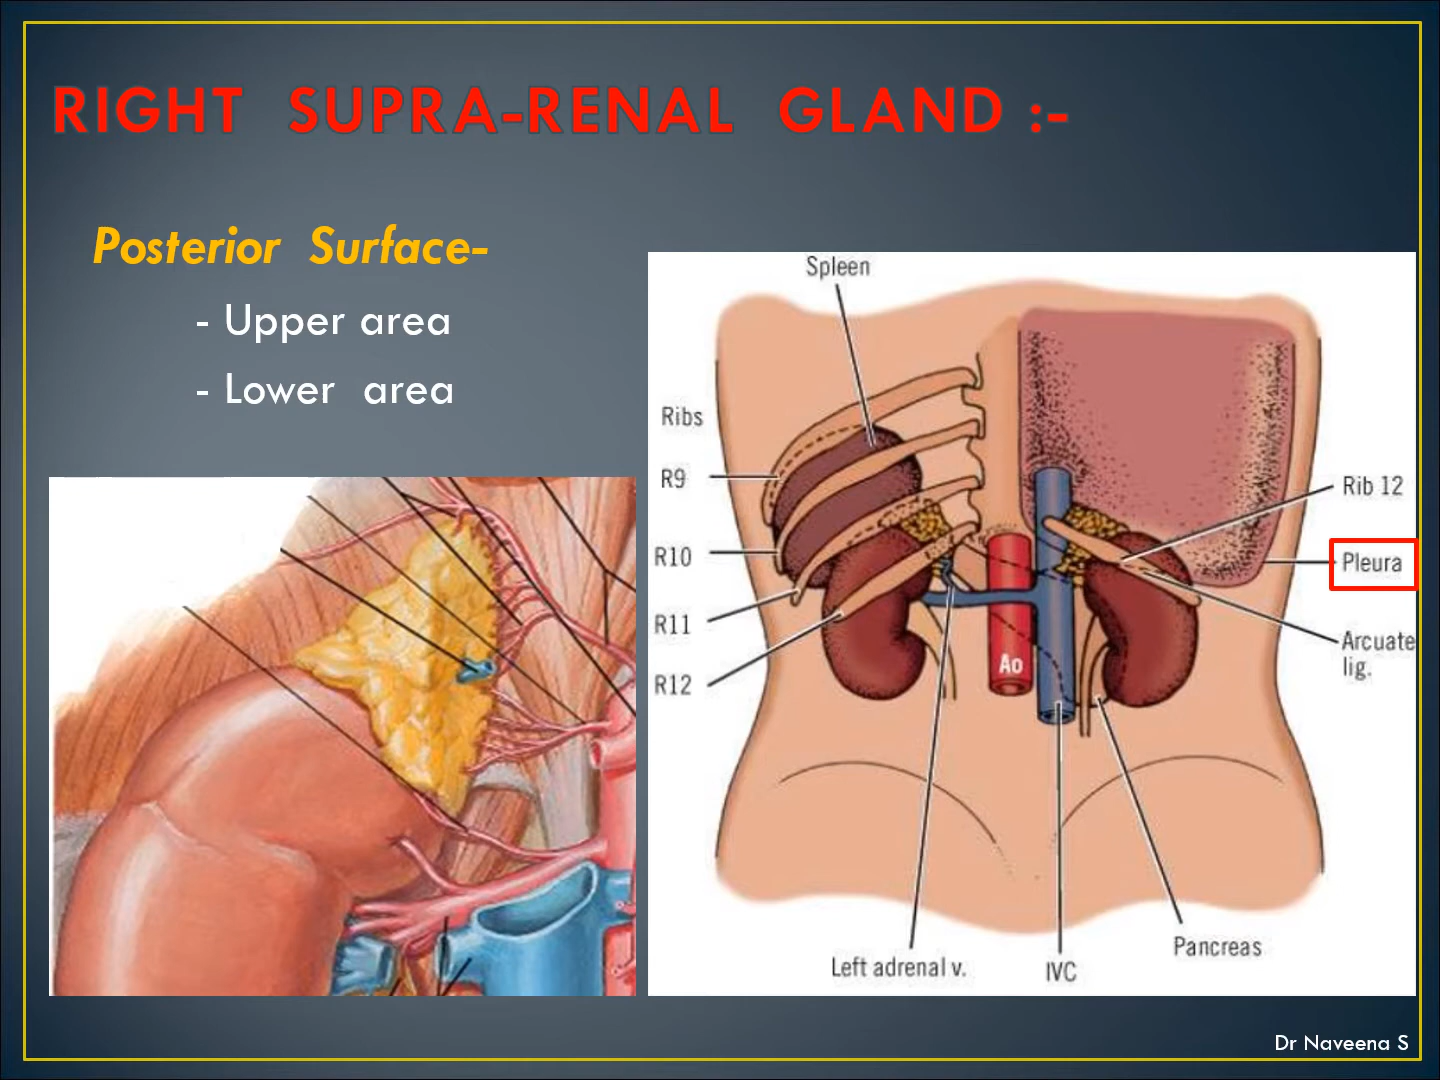 RIGHT SUPRA-RENAL GLAND :-
Posterior Surface-
- Upper area
- Lower area
Spleen
Ribs
R9
R10
R11
R12
Rib 12
Pleura
Arcuate
lig.
Ao
Left adrenal v.
IVC
Pancreas
Dr Naveena S